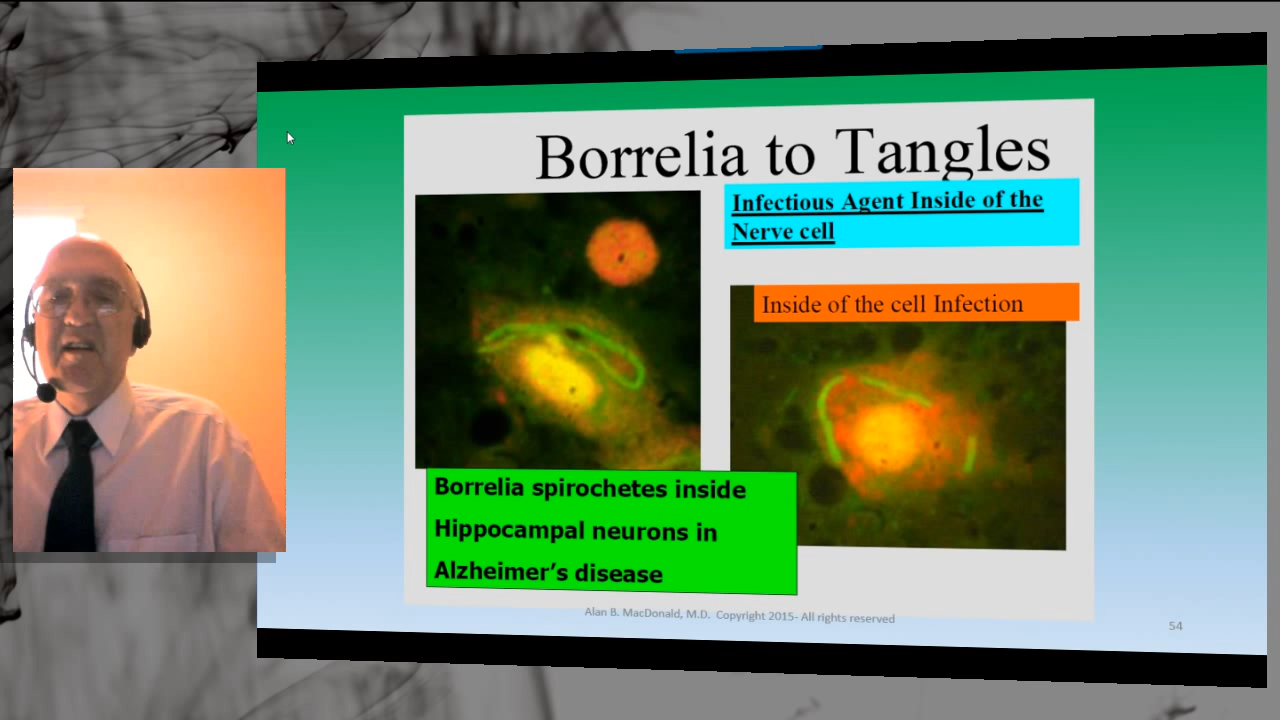 Borrelia to Tangles
Infectious Agent Inside of the
Nerve cell
Inside of the cell Infection
Borrelia spirochetes inside
Hippocampal neurons in
Alzheimer's disease
Alan B. MacDonald, M.D. Copyright 2015- All rights reserved
54